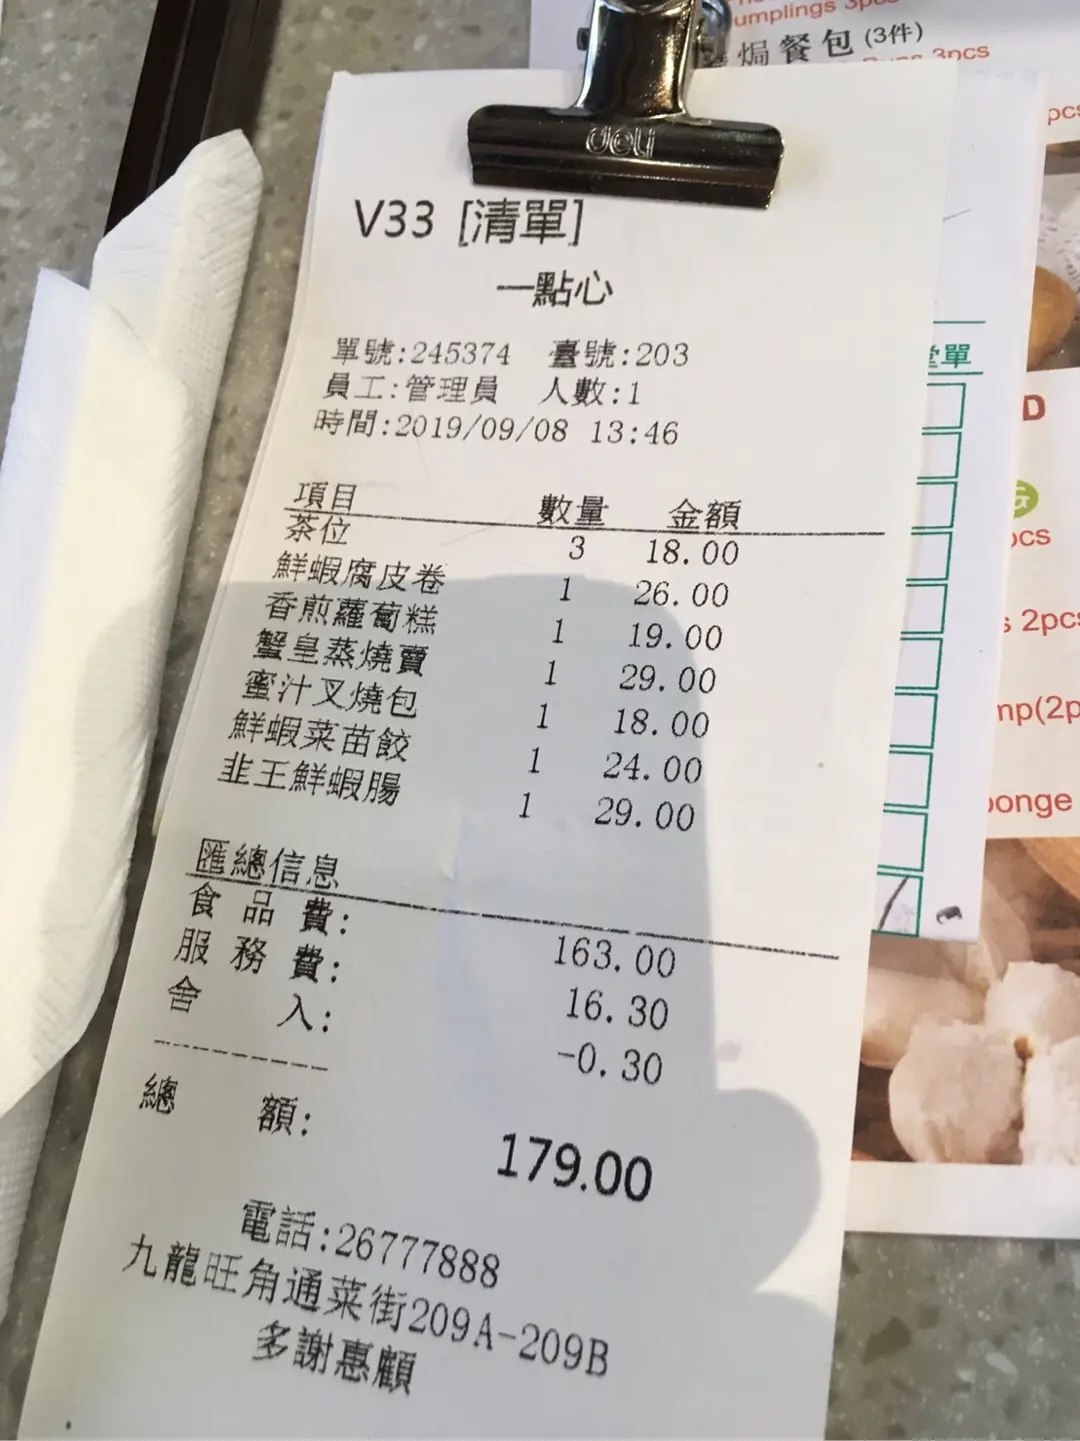 umplings 3pcs
焗餐包(3件)
Buns 3pcs
deli
V33 [清單]
一點心
單號:245374 臺號:203
員工:管理員 人數:1
時間:2019/09/08 13:46
項目 數量 金額
茶位 3 18.00
鮮蝦腐皮卷 1 26.00
香煎蘿蔔糕 1 19.00
蟹皇蒸燒賣 1 29.00
蜜汁叉燒包 1 18.00
鮮蝦菜苗餃 1 24.00
韭王鮮蝦腸 1 29.00
匯總信息
食品費: 163.00
服務費: 16.30
舍入: -0.30
總額: 179.00
電話:26777888
九龍旺角通菜街209A-209B
多謝惠顧
單
D
pcs
s 2pcs
mp(2p
onge